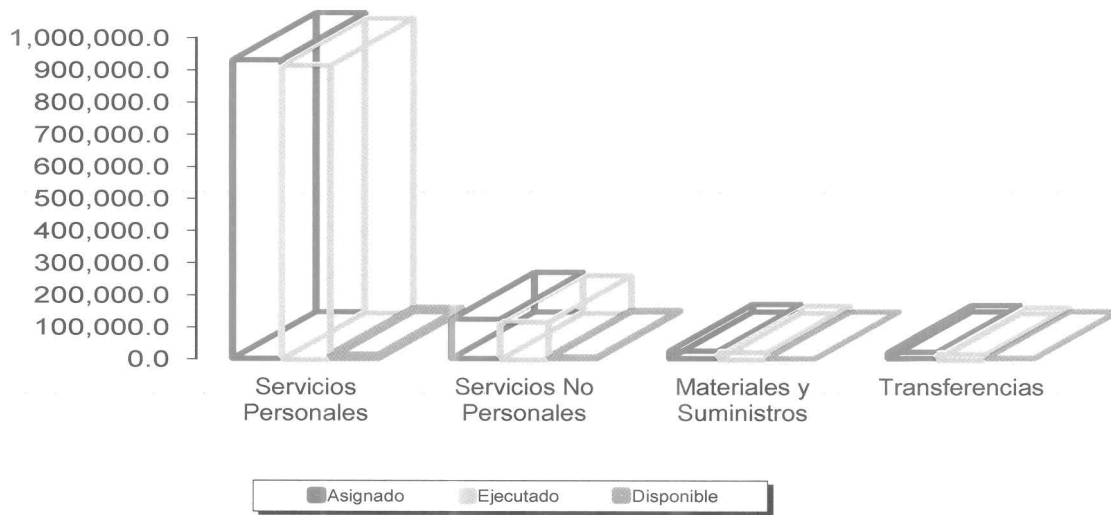 1,000,000.0
900,000.0
800,000.0
700,000.0
600,000.0
500,000.0
400,000.0
300,000.0
200,000.0
100,000.0
0.0
Servicios Personales
Servicios No Personales
Materiales y Suministros
Transferencias
Asignado Ejecutado Disponible